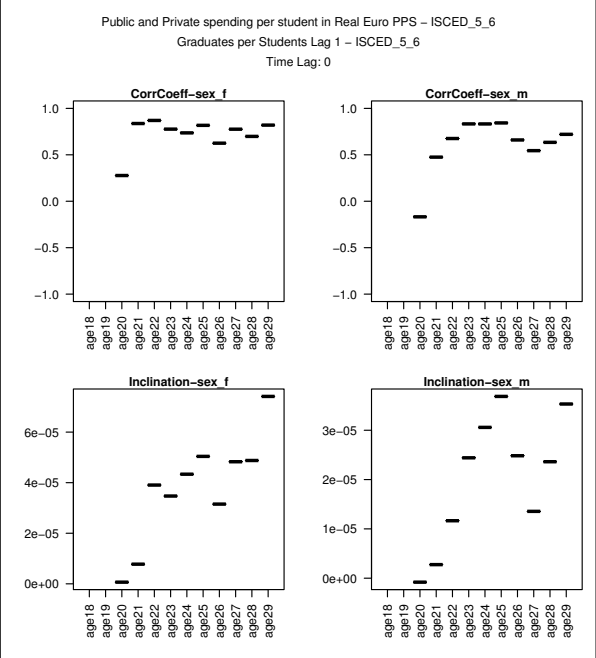 Public and Private spending per student in Real Euro PPS − ISCED_5_6
Graduates per Students Lag 1 − ISCED_5_6
Time Lag: 0
CorrCoeff−sex_f
1.0
0.5
0.0
−0.5
−1.0
age18
age19
age20
age21
age22
age23
age24
age25
age26
age27
age28
age29
CorrCoeff−sex_m
1.0
0.5
0.0
−0.5
−1.0
age18
age19
age20
age21
age22
age23
age24
age25
age26
age27
age28
age29
Inclination−sex_f
6e−05
4e−05
2e−05
0e+00
age18
age19
age20
age21
age22
age23
age24
age25
age26
age27
age28
age29
Inclination−sex_m
3e−05
2e−05
1e−05
0e+00
age18
age19
age20
age21
age22
age23
age24
age25
age26
age27
age28
age29